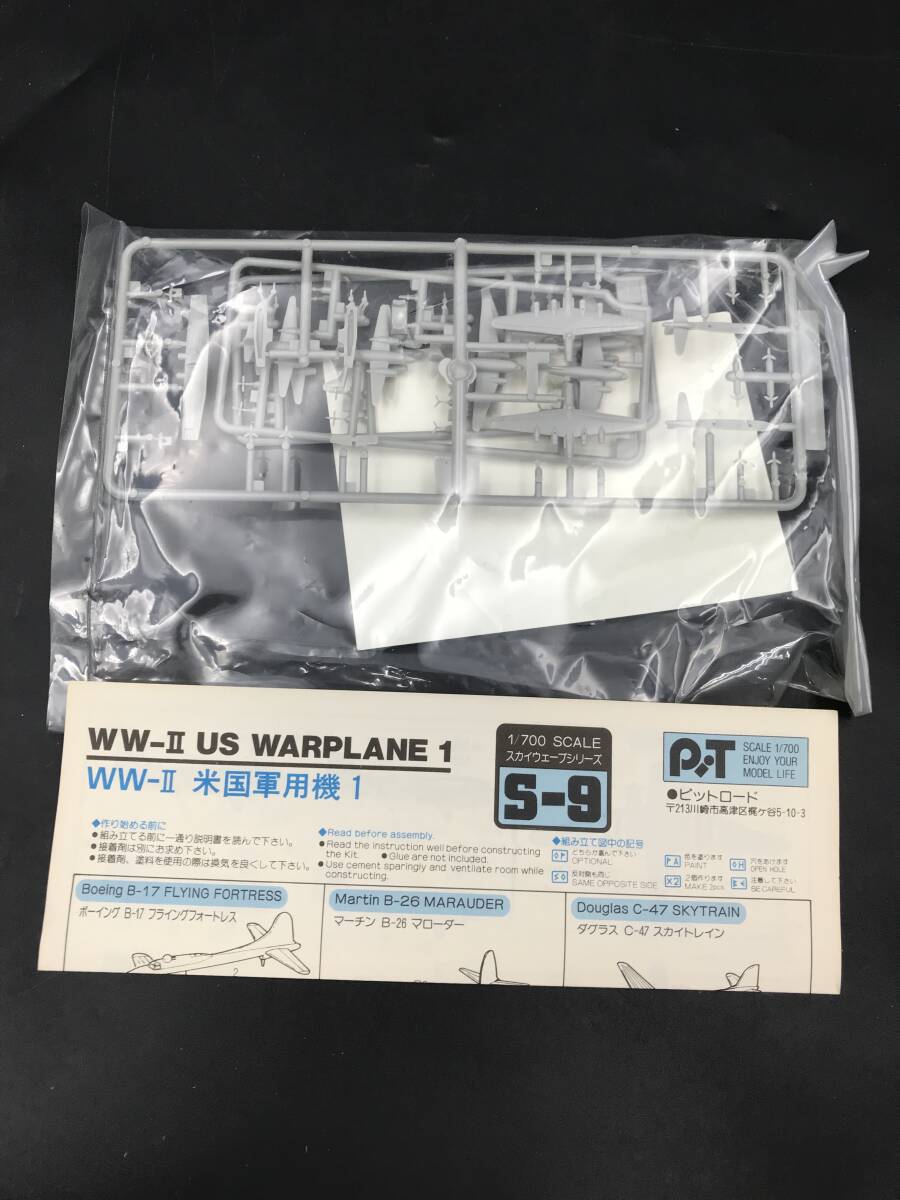 WW-II US WARPLANE 1
WW-II 米国軍用機 1
1/700 SCALE
スカイウェーブシリーズ
S-9
PIT
SCALE 1/700
ENJOY YOUR
MODEL LIFE
●ピットロード
〒213川崎市高津区梶ケ谷5-10-3
◆作り始める前に
●組み立てる前に一通り説明書を読んで下さい。
●接着剤は別にお求め下さい。
●接着剤、塗料を使用の際は換気を良くして下さい。
◆Read before assembly.
●Read the instruction well before constructing
the Kit. ●Glue are not included.
●Use cement sparingly and ventilate room while
constructing.
◆組み立て図中の記号
OP どちらか選んで下さい
OPTIONAL
SO 反対側も同じ
SAME OPPOSITE SIDE
PA 色を塗ります
PAINT
×2 2個作ります
MAKE 2pcs
OH 穴をあけます
OPEN HOLE
注意して下さい
BE CAREFUL
Boeing B-17 FLYING FORTRESS
ボーイング B-17 フライングフォートレス
Martin B-26 MARAUDER
マーチン B-26 マローダー
Douglas C-47 SKYTRAIN
ダグラス C-47 スカイトレイン
2